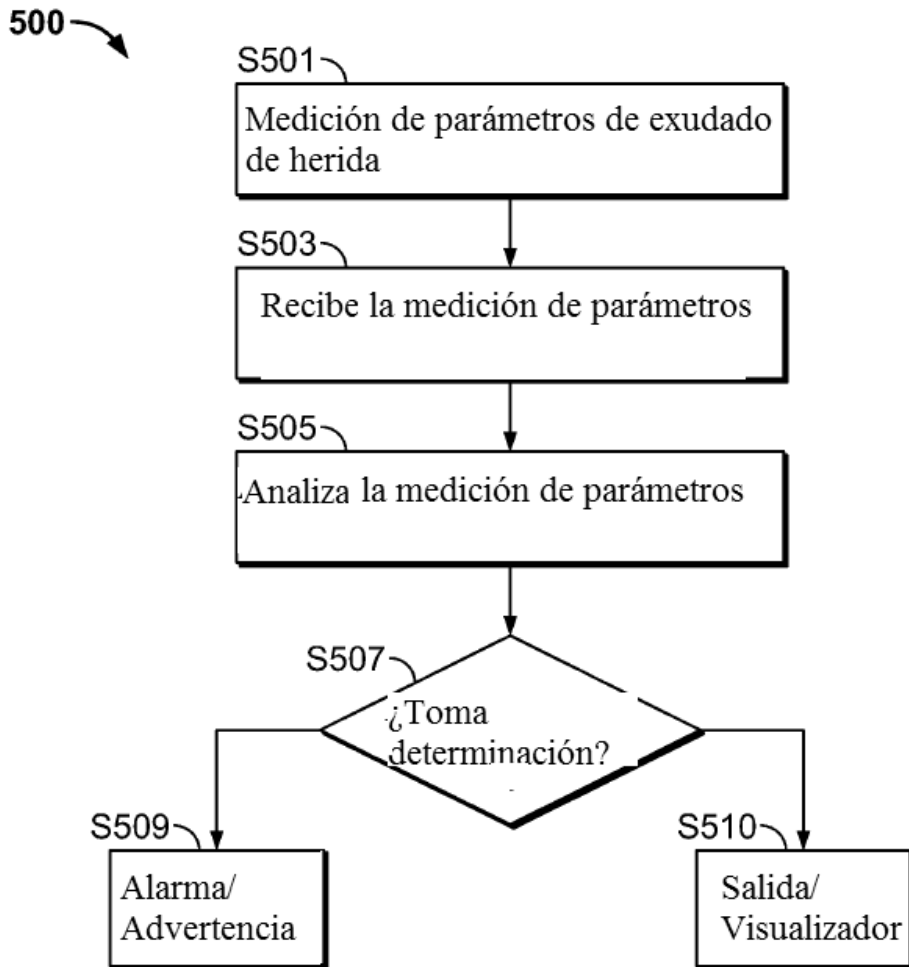 500
S501
Medición de parámetros de exudado
de herida
S503
Recibe la medición de parámetros
S505
Analiza la medición de parámetros
S507
¿Toma
determinación?
S509
Alarma/
Advertencia
S510
Salida/
Visualizador